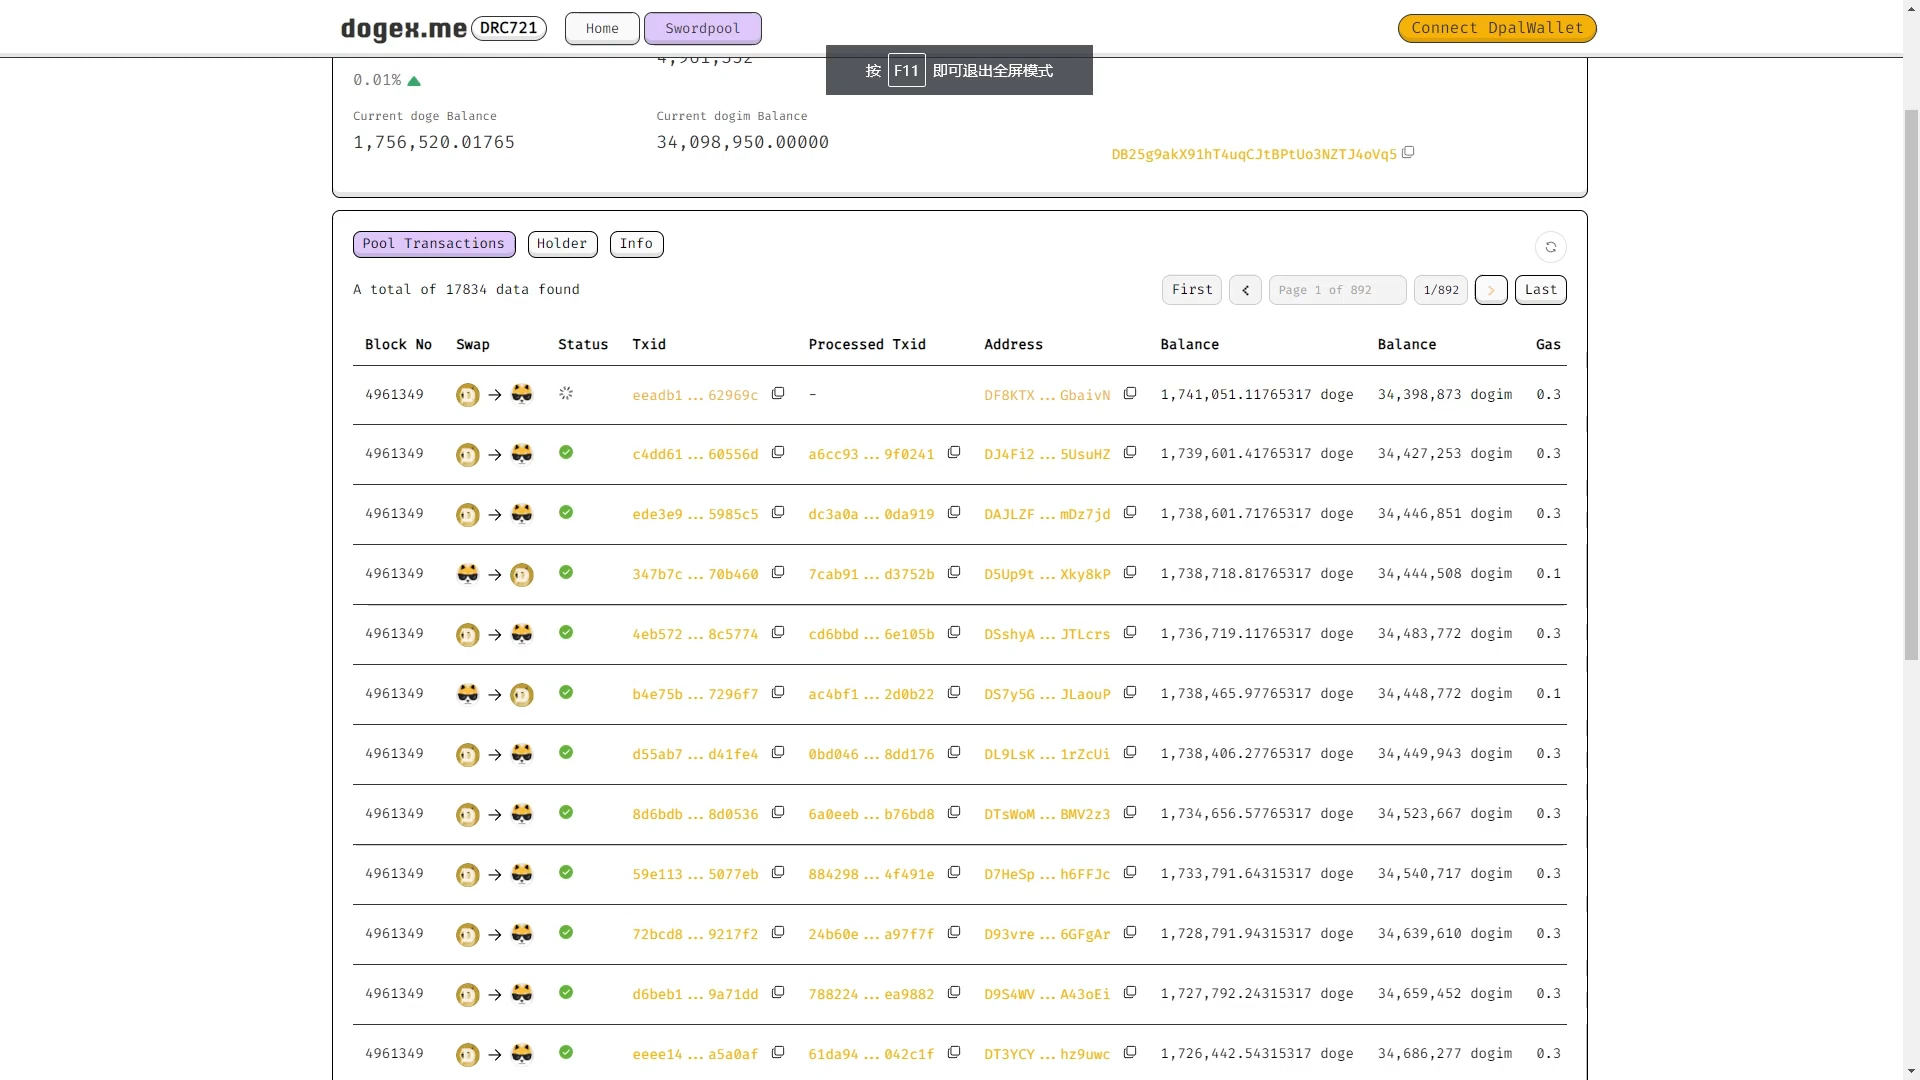 dogex.me DRC721 Home Swordpool Connect DpalWallet
按 F11 即可退出全屏模式
0.01%
Current doge Balance Current dogim Balance
1,756,520.01765 34,098,950.00000
DB25g9akX91hT4uqCJtBPtUo3NZTJ4oVq5
Pool Transactions Holder Info
A total of 17834 data found First < Page 1 of 892 1/892 > Last
Block No Swap Status Txid Processed Txid Address Balance Balance Gas
4961349 → eeadb1 ... 62969c - DF8KTX ... GbaivN 1,741,051.11765317 doge 34,398,873 dogim 0.3
4961349 → c4dd61 ... 60556d a6cc93 ... 9f0241 DJ4Fi2 ... 5UsuHZ 1,739,601.41765317 doge 34,427,253 dogim 0.3
4961349 → ede3e9 ... 5985c5 dc3a0a ... 0da919 DAJLZF ... mDz7jd 1,738,601.71765317 doge 34,446,851 dogim 0.3
4961349 → 347b7c ... 70b460 7cab91 ... d3752b D5Up9t ... Xky8kP 1,738,718.81765317 doge 34,444,508 dogim 0.1
4961349 → 4eb572 ... 8c5774 cd6bbd ... 6e105b DSshyA ... JTLcrs 1,736,719.11765317 doge 34,483,772 dogim 0.3
4961349 → b4e75b ... 7296f7 ac4bf1 ... 2d0b22 DS7y5G ... JLaouP 1,738,465.97765317 doge 34,448,772 dogim 0.1
4961349 → d55ab7 ... d41fe4 0bd046 ... 8dd176 DL9LsK ... 1rZcUi 1,738,406.27765317 doge 34,449,943 dogim 0.3
4961349 → 8d6bdb ... 8d0536 6a0eeb ... b76bd8 DTsWoM ... BMV2z3 1,734,656.57765317 doge 34,523,667 dogim 0.3
4961349 → 59e113 ... 5077eb 884298 ... 4f491e D7HeSp ... h6FFJc 1,733,791.64315317 doge 34,540,717 dogim 0.3
4961349 → 72bcd8 ... 9217f2 24b60e ... a97f7f D93vre ... 6GFgAr 1,728,791.94315317 doge 34,639,610 dogim 0.3
4961349 → d6beb1 ... 9a71dd 788224 ... ea9882 D9S4WV ... A43oEi 1,727,792.24315317 doge 34,659,452 dogim 0.3
4961349 → eeee14 ... a5a0af 61da94 ... 042c1f DT3YCY ... hz9uwc 1,726,442.54315317 doge 34,686,277 dogim 0.3